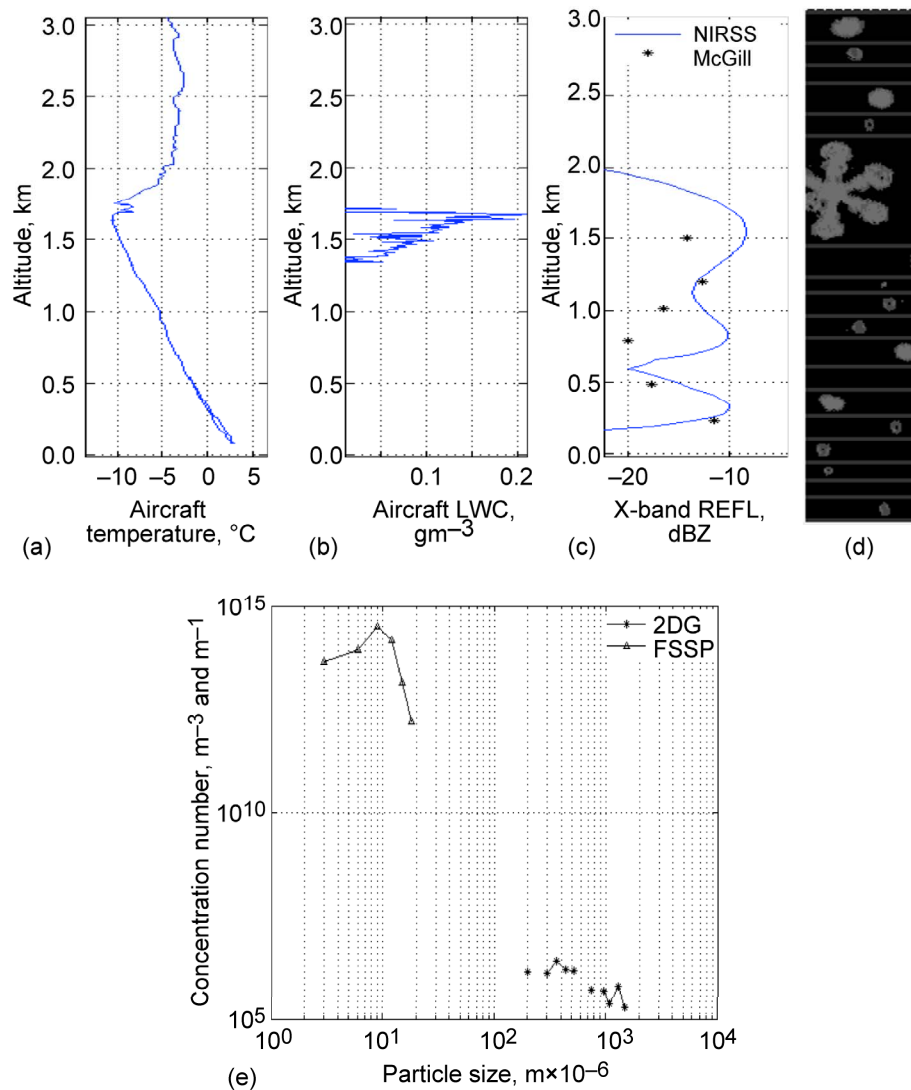 3.0
2.5
2.0
1.5
1.0
0.5
0.0
Altitude, km
−10
−5
0
5
Aircraft
temperature, °C
(a)
3.0
2.5
2.0
1.5
1.0
0.5
0.0
Altitude, km
0.1
0.2
Aircraft LWC,
gm−3
(b)
NIRSS
McGill
3.0
2.5
2.0
1.5
1.0
0.5
0.0
Altitude, km
−20
−10
X-band REFL,
dBZ
(c)
(d)
10^15
10^10
10^5
Concentration number, m−3 and m−1
2DG
FSSP
10^0
10^1
10^2
10^3
10^4
Particle size, m×10−6
(e)